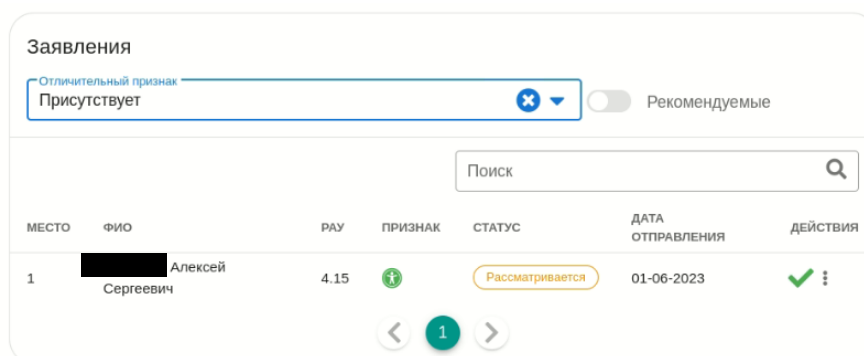 Заявления
Отличительный признак
Присутствует
Рекомендуемые
Поиск
МЕСТО ФИО РАУ ПРИЗНАК СТАТУС ДАТА ОТПРАВЛЕНИЯ ДЕЙСТВИЯ
1 Алексей Сергеевич 4.15 Рассматривается 01-06-2023
1